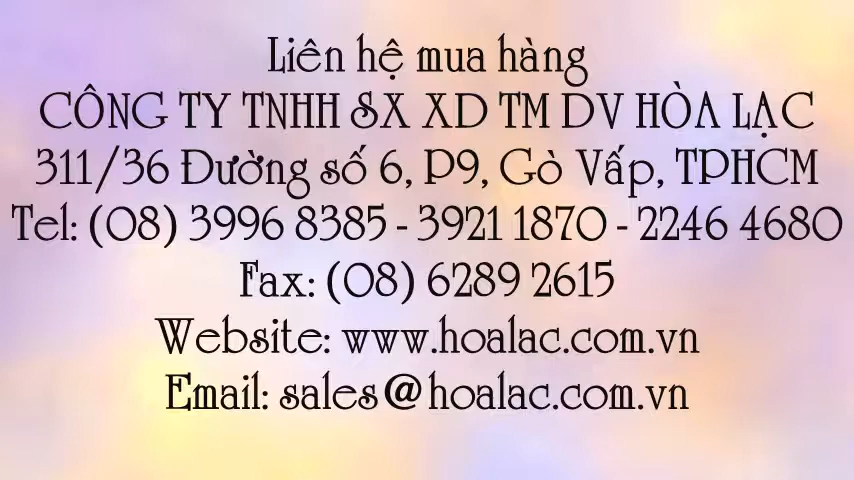 Liên hệ mua hàng
CÔNG TY TNHH SX XD TM DV HÒA LẠC
311/36 Đường số 6, P9, Gò Vấp, TPHCM
Tel: (08) 3996 8385 - 3921 1870 - 2246 4680
Fax: (08) 6289 2615
Website: www.hoalac.com.vn
Email: sales@hoalac.com.vn